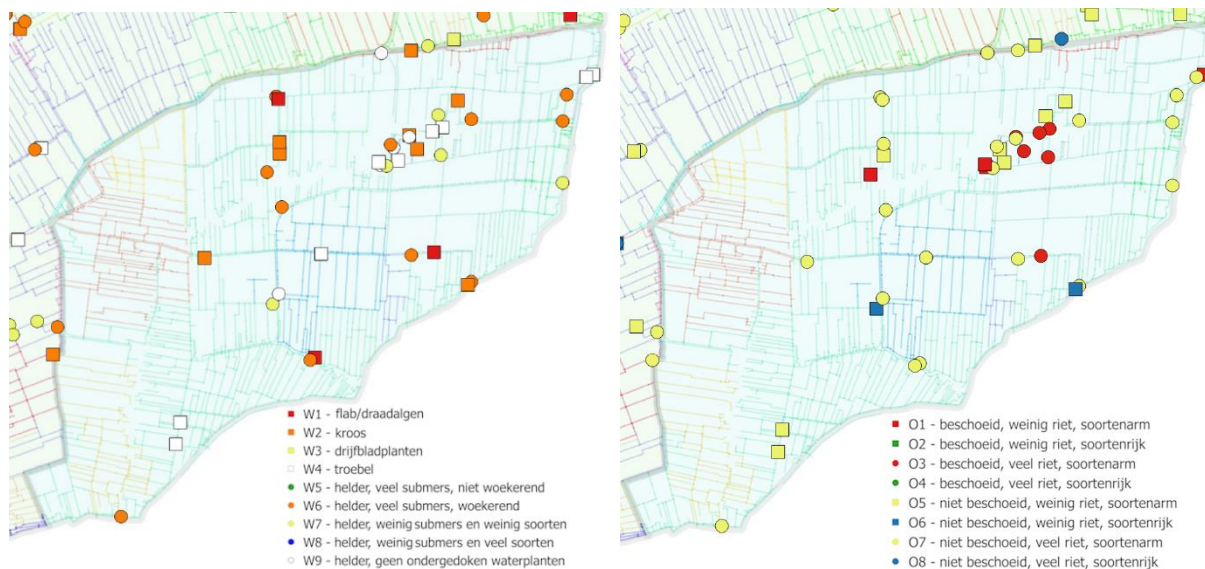 W1 - flab/draadalgen
W2 - kroos
W3 - drijfbladplanten
W4 - troebel
W5 - helder, veel submers, niet woekerend
W6 - helder, veel submers, woekerend
W7 - helder, weinig submers en weinig soorten
W8 - helder, weinig submers en veel soorten
W9 - helder, geen ondergedoken waterplanten
O1 - beschoeid, weinig riet, soortenarm
O2 - beschoeid, weinig riet, soortenrijk
O3 - beschoeid, veel riet, soortenarm
O4 - beschoeid, veel riet, soortenrijk
O5 - niet beschoeid, weinig riet, soortenarm
O6 - niet beschoeid, weinig riet, soortenrijk
O7 - niet beschoeid, veel riet, soortenarm
O8 - niet beschoeid, veel riet, soortenrijk